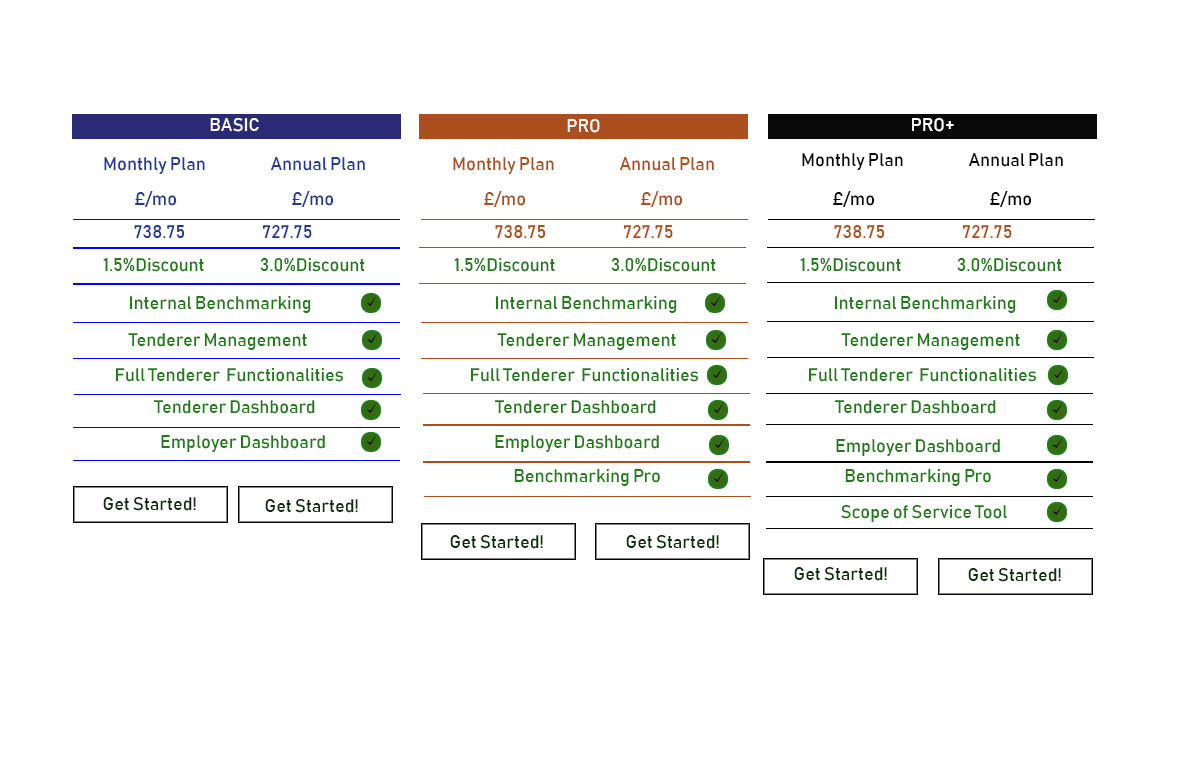 BASIC
Monthly Plan Annual Plan
£/mo £/mo
738.75 727.75
1.5%Discount 3.0%Discount
Internal Benchmarking
Tenderer Management
Full Tenderer Functionalities
Tenderer Dashboard
Employer Dashboard
Get Started! Get Started!
PRO
Monthly Plan Annual Plan
£/mo £/mo
738.75 727.75
1.5%Discount 3.0%Discount
Internal Benchmarking
Tenderer Management
Full Tenderer Functionalities
Tenderer Dashboard
Employer Dashboard
Benchmarking Pro
Get Started! Get Started!
PRO+
Monthly Plan Annual Plan
£/mo £/mo
738.75 727.75
1.5%Discount 3.0%Discount
Internal Benchmarking
Tenderer Management
Full Tenderer Functionalities
Tenderer Dashboard
Employer Dashboard
Benchmarking Pro
Scope of Service Tool
Get Started! Get Started!